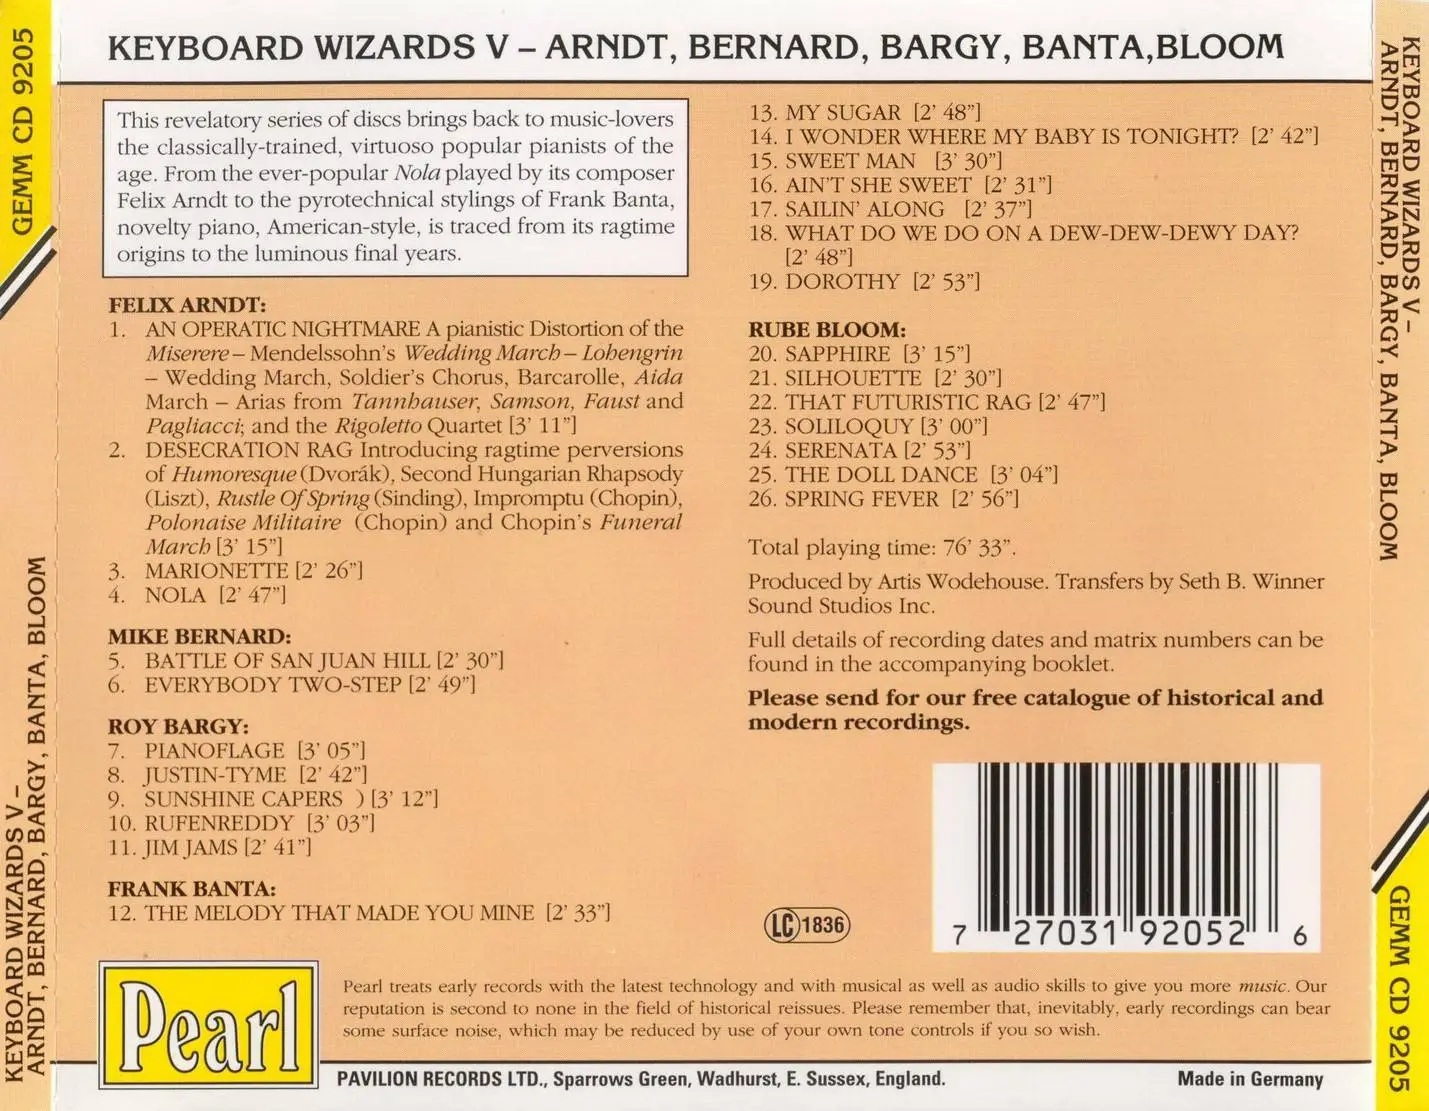 KEYBOARD WIZARDS V – ARNDT, BERNARD, BARGY, BANTA,BLOOM
GEMM CD 9205
KEYBOARD WIZARDS V –
ARNDT, BERNARD, BARGY, BANTA, BLOOM
This revelatory series of discs brings back to music-lovers
the classically-trained, virtuoso popular pianists of the
age. From the ever-popular Nola played by its composer
Felix Arndt to the pyrotechnical stylings of Frank Banta,
novelty piano, American-style, is traced from its ragtime
origins to the luminous final years.
FELIX ARNDT:
1. AN OPERATIC NIGHTMARE A pianistic Distortion of the
Miserere – Mendelssohn's Wedding March – Lohengrin
– Wedding March, Soldier's Chorus, Barcarolle, Aida
March – Arias from Tannhauser, Samson, Faust and
Pagliacci; and the Rigoletto Quartet [3' 11"]
2. DESECRATION RAG Introducing ragtime perversions
of Humoresque (Dvorák), Second Hungarian Rhapsody
(Liszt), Rustle Of Spring (Sinding), Impromptu (Chopin),
Polonaise Militaire (Chopin) and Chopin's Funeral
March [3' 15"]
3. MARIONETTE [2' 26"]
4. NOLA [2' 47"]
MIKE BERNARD:
5. BATTLE OF SAN JUAN HILL [2' 30"]
6. EVERYBODY TWO-STEP [2' 49"]
ROY BARGY:
7. PIANOFLAGE [3' 05"]
8. JUSTIN-TYME [2' 42"]
9. SUNSHINE CAPERS ) [3' 12"]
10. RUFENREDDY [3' 03"]
11. JIM JAMS [2' 41"]
FRANK BANTA:
12. THE MELODY THAT MADE YOU MINE [2' 33"]
13. MY SUGAR [2' 48"]
14. I WONDER WHERE MY BABY IS TONIGHT? [2' 42"]
15. SWEET MAN [3' 30"]
16. AIN'T SHE SWEET [2' 31"]
17. SAILIN' ALONG [2' 37"]
18. WHAT DO WE DO ON A DEW-DEW-DEWY DAY?
[2' 48"]
19. DOROTHY [2' 53"]
RUBE BLOOM:
20. SAPPHIRE [3' 15"]
21. SILHOUETTE [2' 30"]
22. THAT FUTURISTIC RAG [2' 47"]
23. SOLILOQUY [3' 00"]
24. SERENATA [2' 53"]
25. THE DOLL DANCE [3' 04"]
26. SPRING FEVER [2' 56"]
Total playing time: 76' 33".
Produced by Artis Wodehouse. Transfers by Seth B. Winner
Sound Studios Inc.
Full details of recording dates and matrix numbers can be
found in the accompanying booklet.
Please send for our free catalogue of historical and
modern recordings.
LC 1836
7 27031 92052 6
Pearl
Pearl treats early records with the latest technology and with musical as well as audio skills to give you more music. Our
reputation is second to none in the field of historical reissues. Please remember that, inevitably, early recordings can bear
some surface noise, which may be reduced by use of your own tone controls if you so wish.
PAVILION RECORDS LTD., Sparrows Green, Wadhurst, E. Sussex, England.
Made in Germany
KEYBOARD WIZARDS V –
ARNDT, BERNARD, BARGY, BANTA, BLOOM
GEMM CD 9205